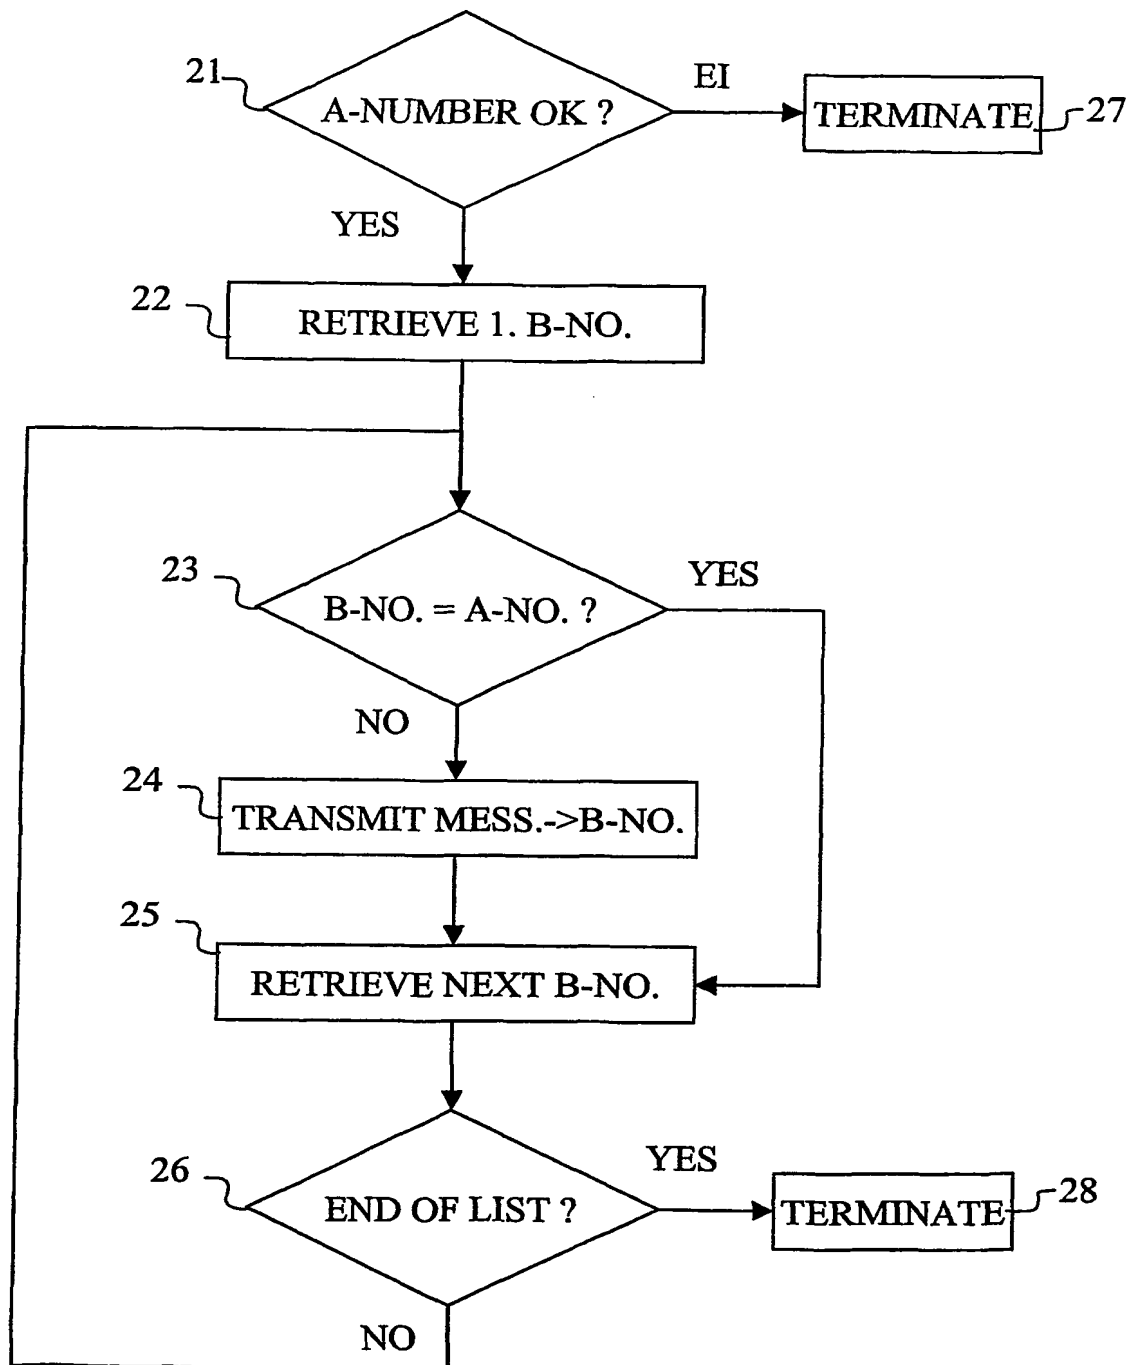 21
A-NUMBER OK ?
EI
TERMINATE
27
YES
22
RETRIEVE 1. B-NO.
23
B-NO. = A-NO. ?
YES
NO
24
TRANSMIT MESS.->B-NO.
25
RETRIEVE NEXT B-NO.
26
END OF LIST ?
YES
TERMINATE
28
NO